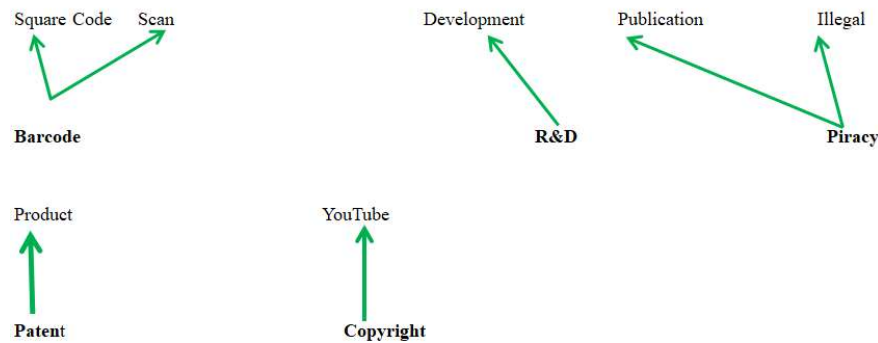 Square Code Scan Development Publication Illegal
Barcode R&D Piracy
Product YouTube
Patent Copyright